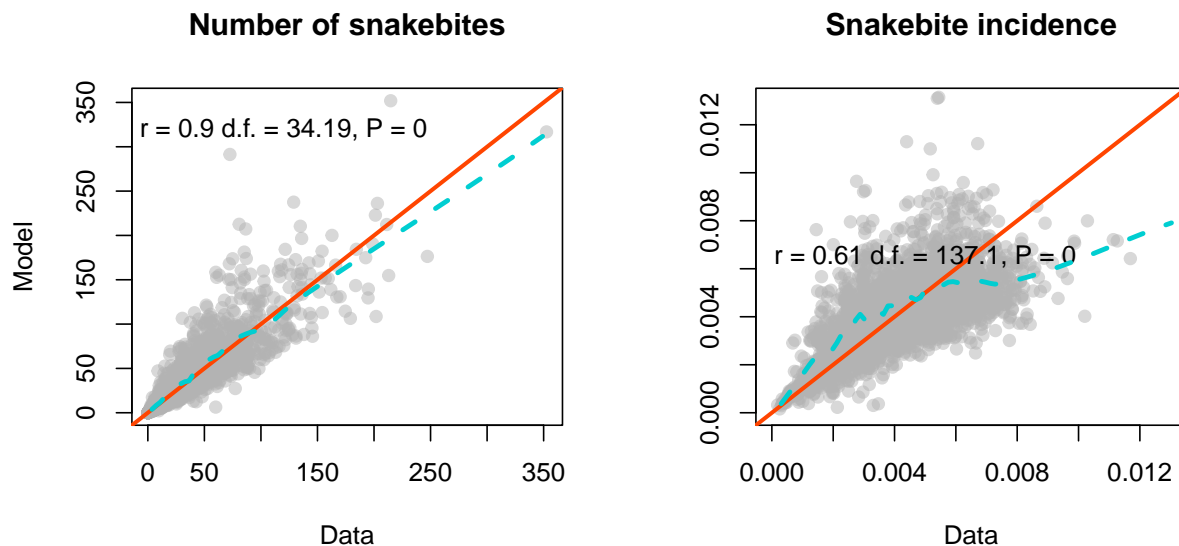 Number of snakebites
r = 0.9 d.f. = 34.19, P = 0
Model
350
250
150
50
0
0 50 150 250 350
Data
Snakebite incidence
r = 0.61 d.f. = 137.1, P = 0
0.012
0.008
0.004
0.000
0.000 0.004 0.008 0.012
Data